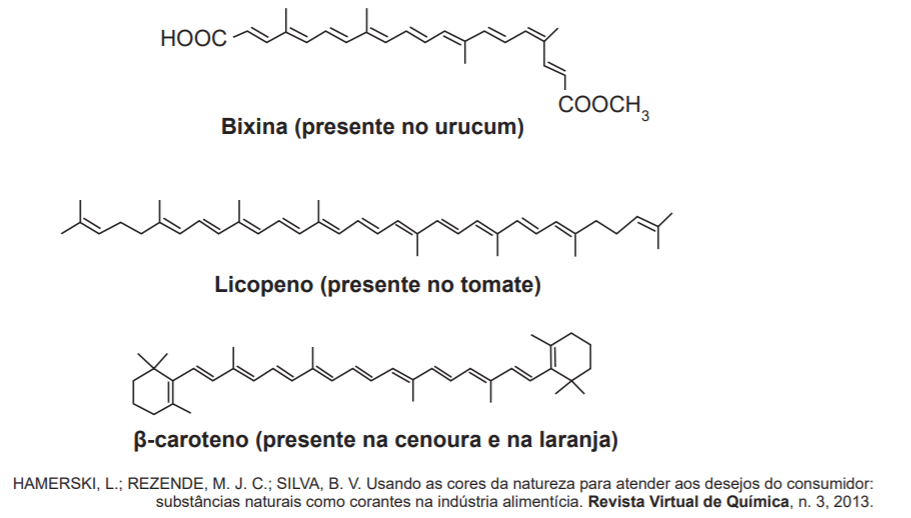 HOOC
COOCH3
Bixina (presente no urucum)
Licopeno (presente no tomate)
β-caroteno (presente na cenoura e na laranja)
HAMERSKI, L.; REZENDE, M. J. C.; SILVA, B. V. Usando as cores da natureza para atender aos desejos do consumidor:
substâncias naturais como corantes na indústria alimentícia. Revista Virtual de Química, n. 3, 2013.